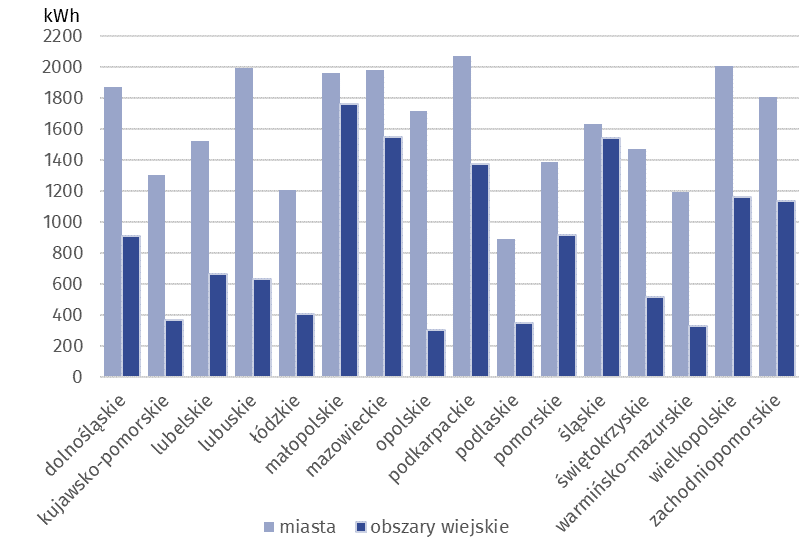 kWh
2200
2000
1800
1600
1400
1200
1000
800
600
400
200
0
dolnośląskie
kujawsko-pomorskie
lubelskie
lubuskie
łódzkie
małopolskie
mazowieckie
opolskie
podkarpackie
podlaskie
pomorskie
śląskie
świętokrzyskie
warmińsko-mazurskie
wielkopolskie
zachodniopomorskie
miasta obszary wiejskie